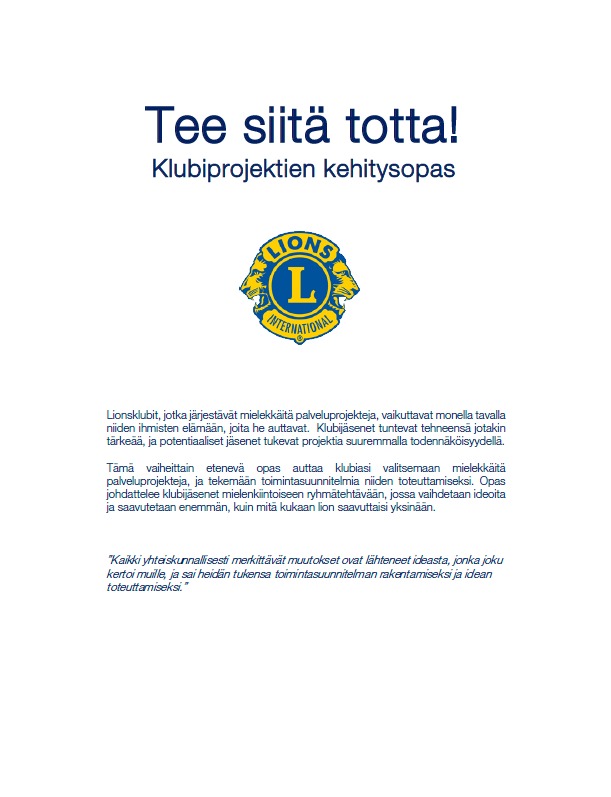 Tee siitä totta!
Klubiprojektien kehitysopas
LIONS
L
INTERNATIONAL
®
Lionsklubit, jotka järjestävät mielekkäitä palveluprojekteja, vaikuttavat monella tavalla
niiden ihmisten elämään, joita he auttavat. Klubijäsenet tuntevat tehneensä jotakin
tärkeää, ja potentiaaliset jäsenet tukevat projektia suuremmalla todennäköisyydellä.
Tämä vaiheittain etenevä opas auttaa klubiasi valitsemaan mielekkäitä
palveluprojekteja, ja tekemään toimintasuunnitelmia niiden toteuttamiseksi. Opas
johdattelee klubijäsenet mielenkiintoiseen ryhmätehtävään, jossa vaihdetaan ideoita
ja saavutetaan enemmän, kuin mitä kukaan lion saavuttaisi yksinään.
"Kaikki yhteiskunnallisesti merkittävät muutokset ovat lähteneet ideasta, jonka joku
kertoi muille, ja sai heidän tukensa toimintasuunnitelman rakentamiseksi ja idean
toteuttamiseksi."